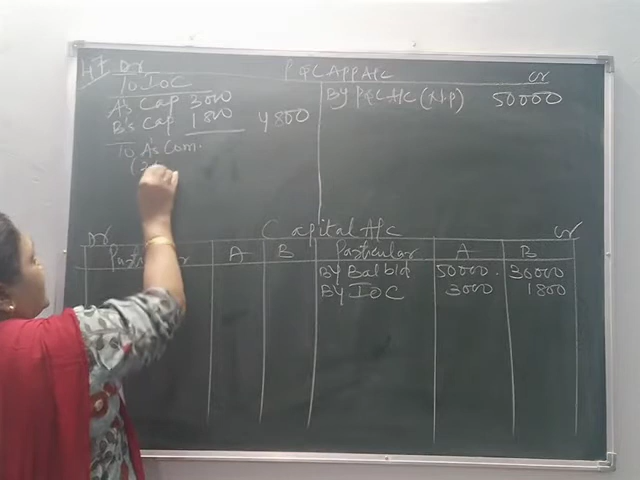 Dr P&L APP A/c cr
To IOC
A's Cap 3000
B's Cap 1800 4800
By P&L A/c (N/P) 50000
To A's Com.
Capital A/c
Dr cr
Particular A B Particular A B
By Bal b/d 50000 30000
By IOC 3000 1800